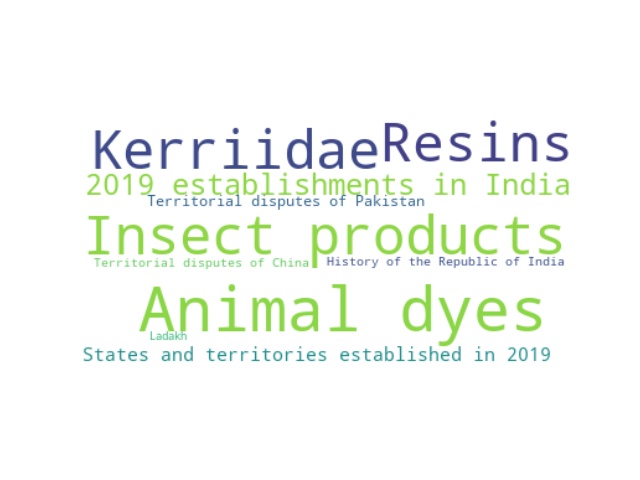 Kerriidae
Resins
2019 establishments in India
Territorial disputes of Pakistan
Insect products
Territorial disputes of China
History of the Republic of India
Animal dyes
Ladakh
States and territories established in 2019